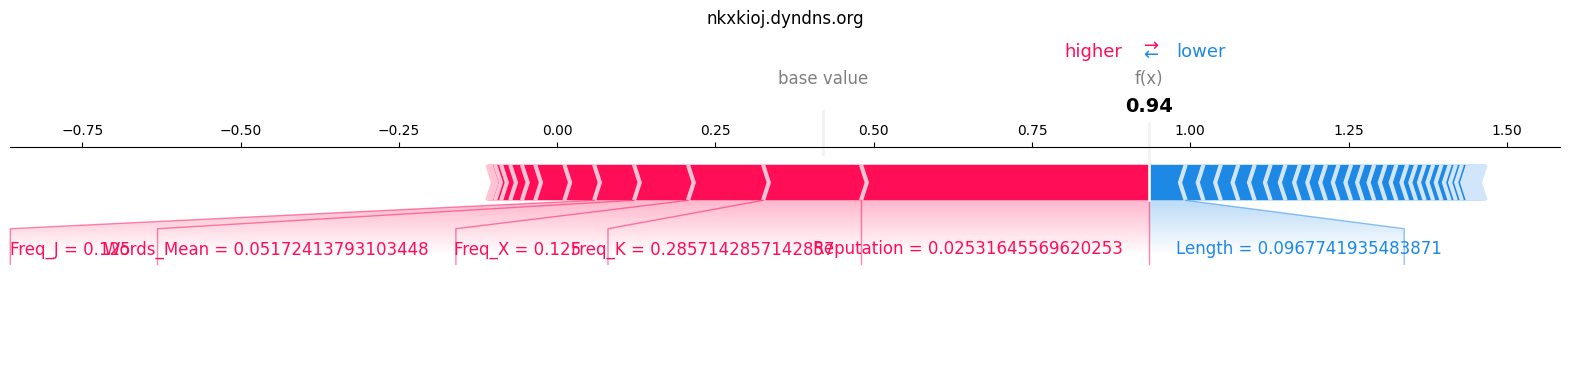 nkxkioj.dyndns.org
higher ⇄ lower
base value f(x)
0.94
−0.75 −0.50 −0.25 0.00 0.25 0.50 0.75 1.00 1.25 1.50
Freq_J = 0.125 Words_Mean = 0.05172413793103448 Freq_X = 0.125 Freq_K = 0.2857142857142857 Reputation = 0.02531645569620253 Length = 0.0967741935483871